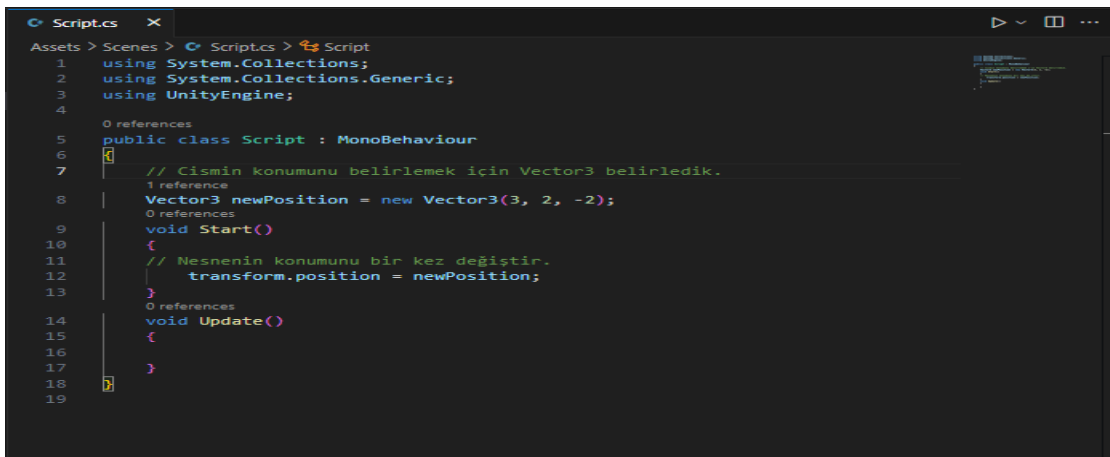 Script.cs
Assets > Scenes > Script.cs > Script
1 using System.Collections;
2 using System.Collections.Generic;
3 using UnityEngine;
4
0 references
5 public class Script : MonoBehaviour
6 {
7 // Cismin konumunu belirlemek için Vector3 belirledik.
1 reference
8 Vector3 newPosition = new Vector3(3, 2, -2);
0 references
9 void Start()
10 {
11 // Nesnenin konumunu bir kez değiştir.
12 transform.position = newPosition;
13 }
0 references
14 void Update()
15 {
16
17 }
18 }
19